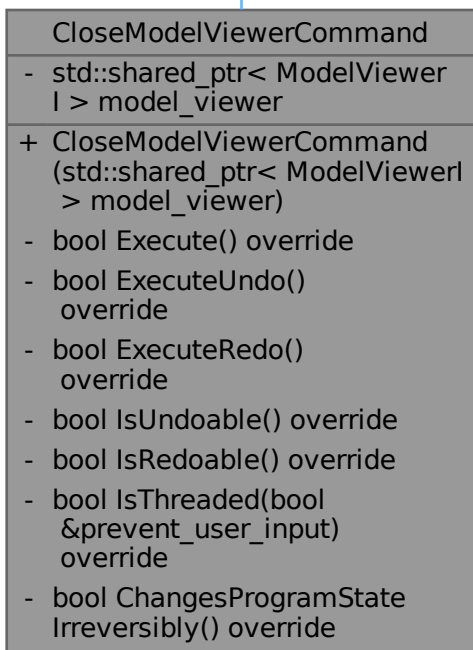 CloseModelViewerCommand
- std::shared_ptr< ModelViewer
I > model_viewer
+ CloseModelViewerCommand
(std::shared_ptr< ModelViewerI
> model_viewer)
- bool Execute() override
- bool ExecuteUndo()
override
- bool ExecuteRedo()
override
- bool IsUndoable() override
- bool IsRedoable() override
- bool IsThreaded(bool
&prevent_user_input)
override
- bool ChangesProgramState
Irreversibly() override